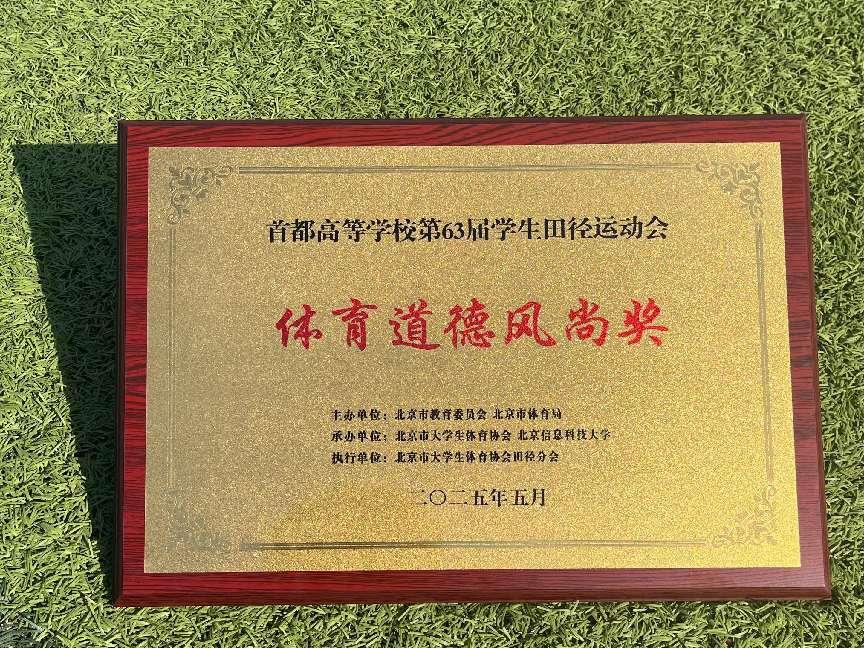 首都高等学校第63届学生田径运动会
体育道德风尚奖
主办单位：北京市教育委员会 北京市体育局
承办单位：北京市大学生体育协会 北京信息科技大学
执行单位：北京市大学生体育协会田径分会
二〇二五年五月